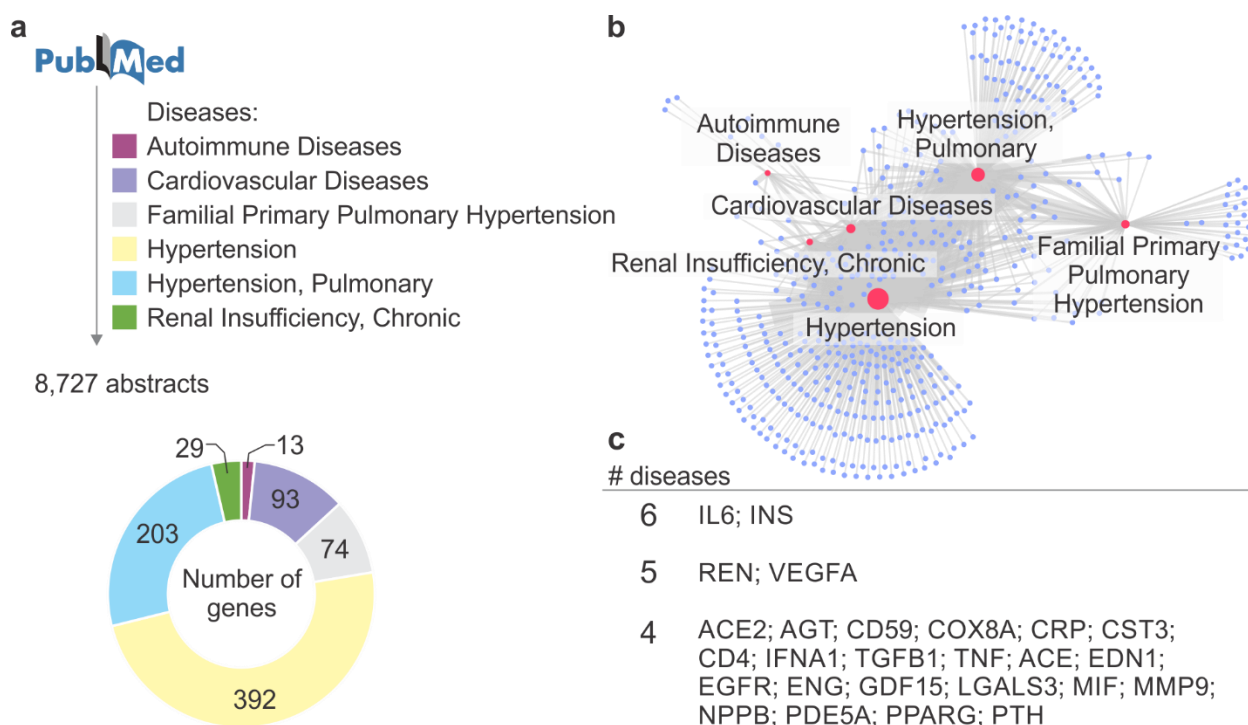 a
PubMed
Diseases:
Autoimmune Diseases
Cardiovascular Diseases
Familial Primary Pulmonary Hypertension
Hypertension
Hypertension, Pulmonary
Renal Insufficiency, Chronic
8,727 abstracts
29
13
93
203
74
Number of
genes
392
b
Autoimmune
Diseases
Hypertension,
Pulmonary
Cardiovascular Diseases
Renal Insufficiency, Chronic
Familial Primary
Pulmonary
Hypertension
Hypertension
c
# diseases
6 IL6; INS
5 REN; VEGFA
4 ACE2; AGT; CD59; COX8A; CRP; CST3;
CD4; IFNA1; TGFB1; TNF; ACE; EDN1;
EGFR; ENG; GDF15; LGALS3; MIF; MMP9;
NPPB; PDE5A; PPARG; PTH